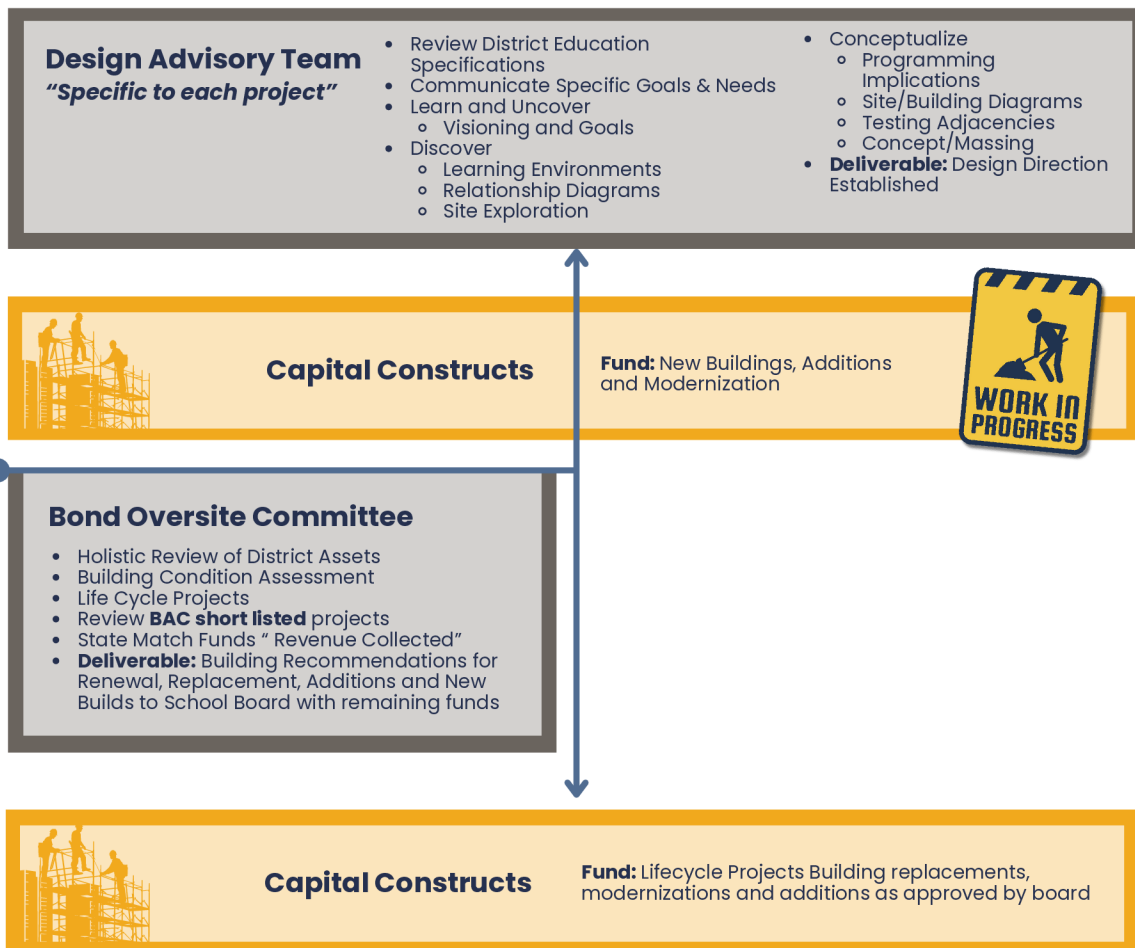 Design Advisory Team
“Specific to each project”
• Review District Education
Specifications
• Communicate Specific Goals & Needs
• Learn and Uncover
◦ Visioning and Goals
• Discover
◦ Learning Environments
◦ Relationship Diagrams
◦ Site Exploration
• Conceptualize
◦ Programming
Implications
◦ Site/Building Diagrams
◦ Testing Adjacencies
◦ Concept/Massing
• Deliverable: Design Direction
Established
Capital Constructs
Fund: New Buildings, Additions
and Modernization
WORK IN
PROGRESS
Bond Oversite Committee
• Holistic Review of District Assets
• Building Condition Assessment
• Life Cycle Projects
• Review BAC short listed projects
• State Match Funds “ Revenue Collected”
• Deliverable: Building Recommendations for
Renewal, Replacement, Additions and New
Builds to School Board with remaining funds
Capital Constructs
Fund: Lifecycle Projects Building replacements,
modernizations and additions as approved by board